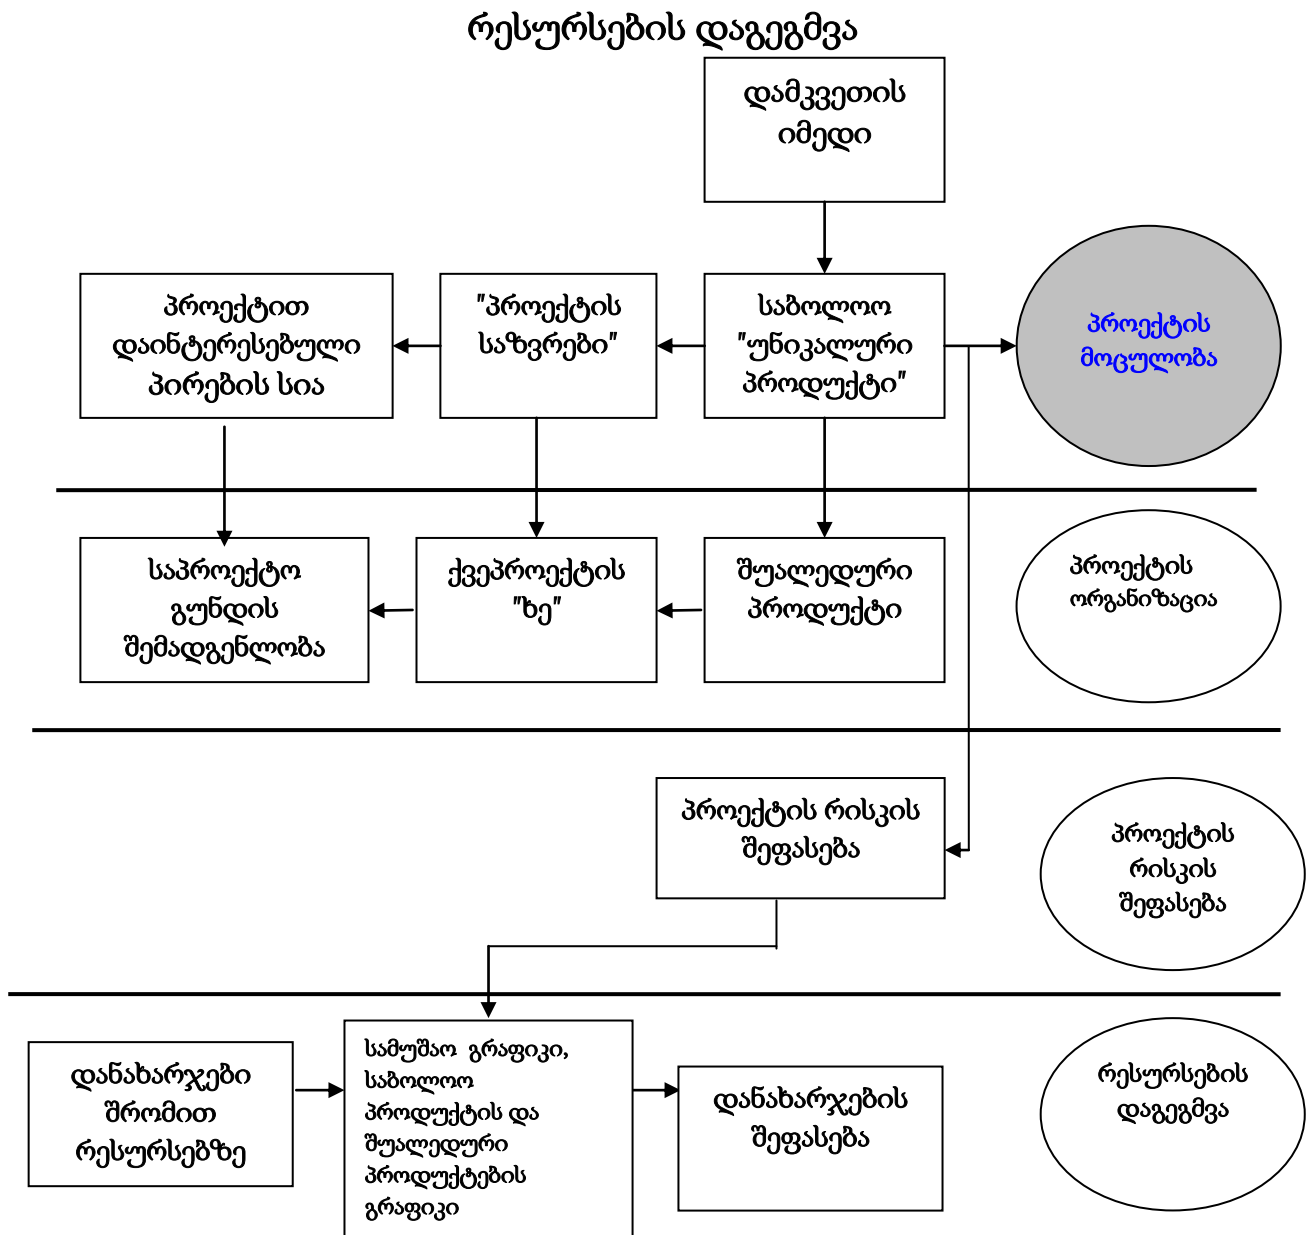 რესურსების დაგეგმვა
დამკვეთის
იმედი
პროექტით
დაინტერესებული
პირების სია
"პროექტის
საზვრები"
საბოლოო
"უნიკალური
პროდუქტი"
პროექტის
მოცულობა
საპროექტო
გუნდის
შემადგენლობა
ქვეპროექტის
"ხე"
შუალედური
პროდუქტი
პროექტის
ორგანიზაცია
პროექტის რისკის
შეფასება
პროექტის
რისკის
შეფასება
დანახარჯები
შრომით
რესურსებზე
სამუშაო გრაფიკი,
საბოლოო
პროდუქტის და
შუალედური
პროდუქტების
გრაფიკი
დანახარჯების
შეფასება
რესურსების
დაგეგმვა